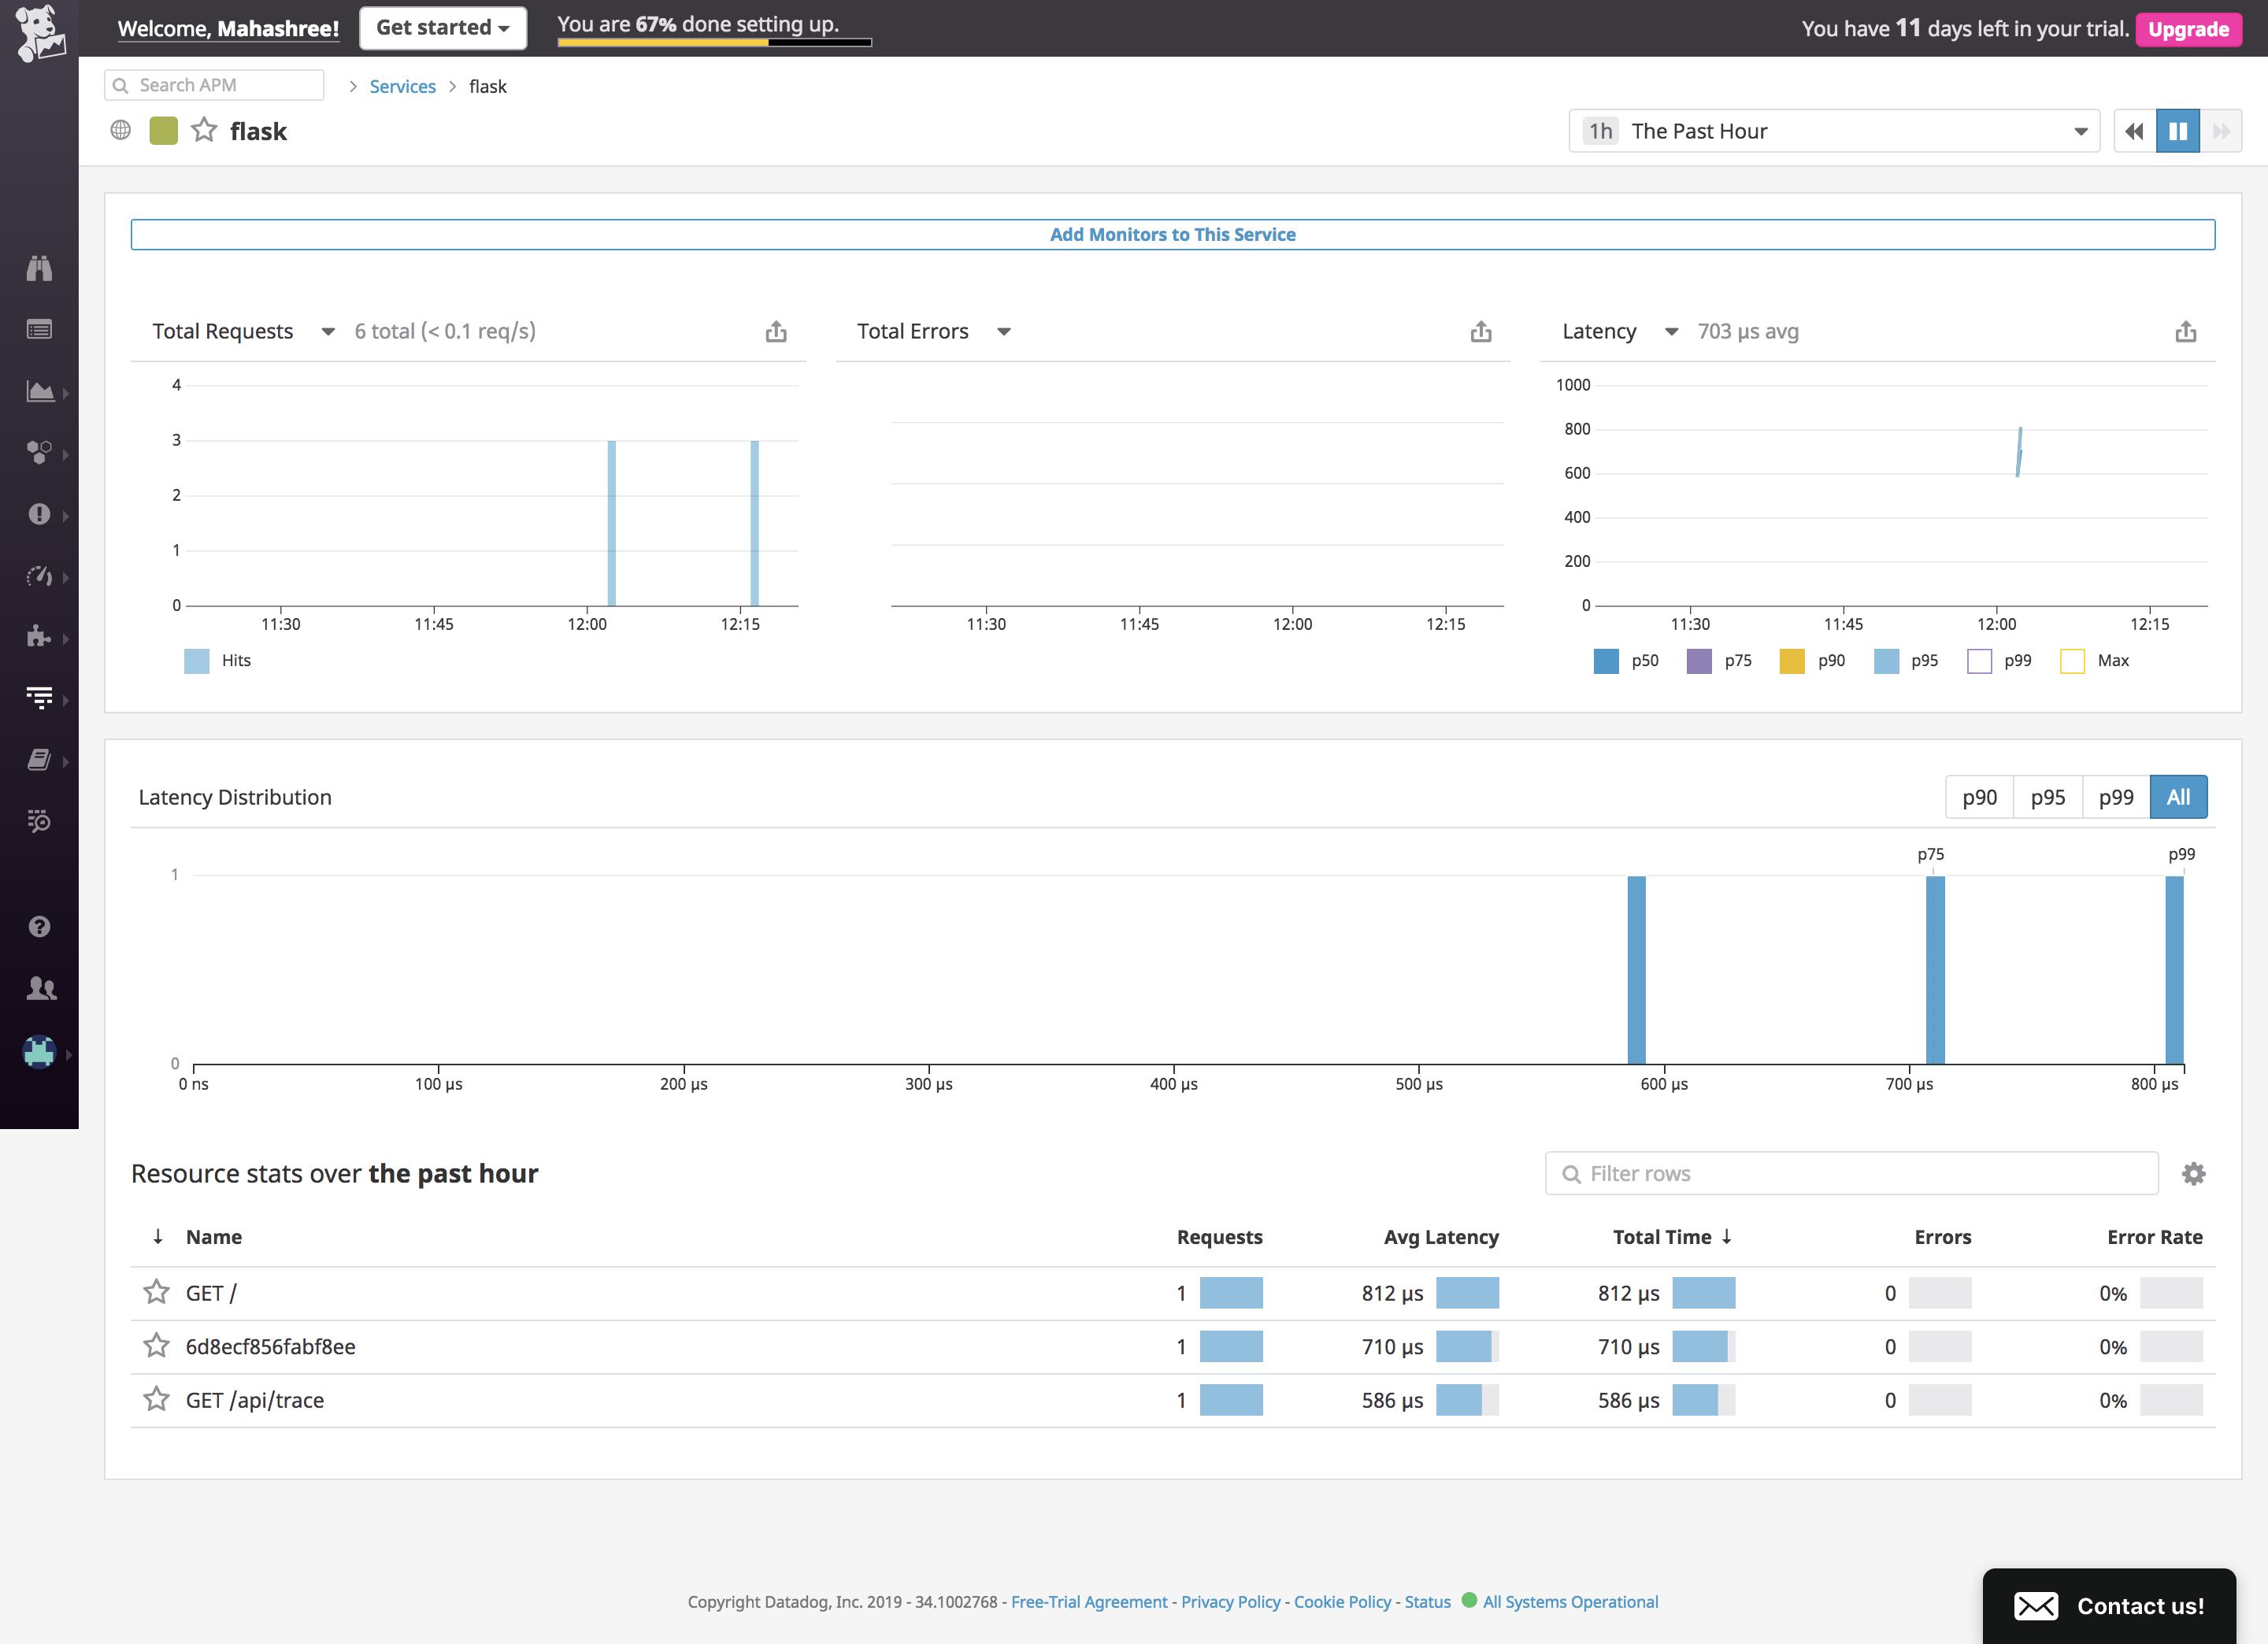 Welcome, Mahashree!
Get started
You are 67% done setting up.
You have 11 days left in your trial.
Upgrade
Search APM
> Services > flask
flask
1h The Past Hour
Add Monitors to This Service
Total Requests 6 total (< 0.1 req/s)
4
3
2
1
0
11:30 11:45 12:00 12:15
Hits
Total Errors
11:30 11:45 12:00 12:15
Latency 703 µs avg
1000
800
600
400
200
0
11:30 11:45 12:00 12:15
p50 p75 p90 p95 p99 Max
Latency Distribution
p90 p95 p99 All
p75 p99
1
0
0 ns 100 µs 200 µs 300 µs 400 µs 500 µs 600 µs 700 µs 800 µs
Resource stats over the past hour
Filter rows
↓ Name Requests Avg Latency Total Time ↓ Errors Error Rate
GET / 1 812 µs 812 µs 0 0%
6d8ecf856fabf8ee 1 710 µs 710 µs 0 0%
GET /api/trace 1 586 µs 586 µs 0 0%
Copyright Datadog, Inc. 2019 - 34.1002768 - Free-Trial Agreement - Privacy Policy - Cookie Policy - Status All Systems Operational
Contact us!